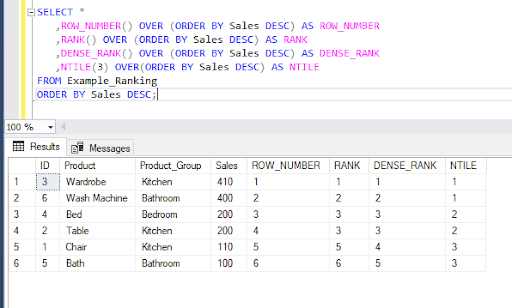 SELECT *
,ROW_NUMBER() OVER (ORDER BY Sales DESC) AS ROW_NUMBER
,RANK() OVER (ORDER BY Sales DESC) AS RANK
,DENSE_RANK() OVER (ORDER BY Sales DESC) AS DENSE_RANK
,NTILE(3) OVER(ORDER BY Sales DESC) AS NTILE
FROM Example_Ranking
ORDER BY Sales DESC;
100 %
Results Messages
ID Product Product_Group Sales ROW_NUMBER RANK DENSE_RANK NTILE
1 3 Wardrobe Kitchen 410 1 1 1 1
2 6 Wash Machine Bathroom 400 2 2 2 1
3 4 Bed Bedroom 200 3 3 3 2
4 2 Table Kitchen 200 4 3 3 2
5 1 Chair Kitchen 110 5 5 4 3
6 5 Bath Bathroom 100 6 6 5 3